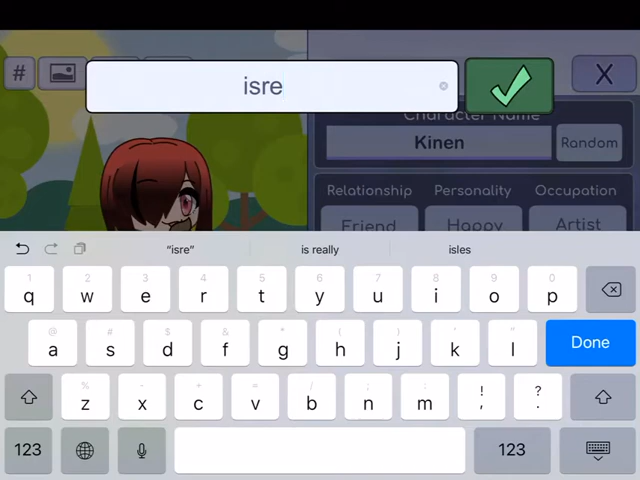 isre
#
X
Character Name
Kinen
Random
Relationship Personality Occupation
Friend Happy Artist
"isre" is really isles
1 2 3 4 5 6 7 8 9 0
q w e r t y u i o p
@ # $ & * ( ) ' "
a s d f g h j k l Done
% - + = / ; : ! ?
z x c v b n m , .
123 123